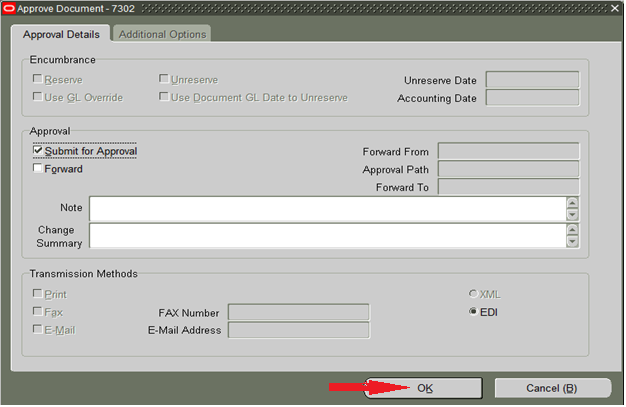 Approve Document - 7302
Approval Details
Additional Options
Encumbrance
Reserve
Unreserve
Unreserve Date
Use GL Override
Use Document GL Date to Unreserve
Accounting Date
Approval
Submit for Approval
Forward From
Forward
Approval Path
Forward To
Note
Change
Summary
Transmission Methods
Print
XML
Fax
FAX Number
EDI
E-Mail
E-Mail Address
OK
Cancel (B)